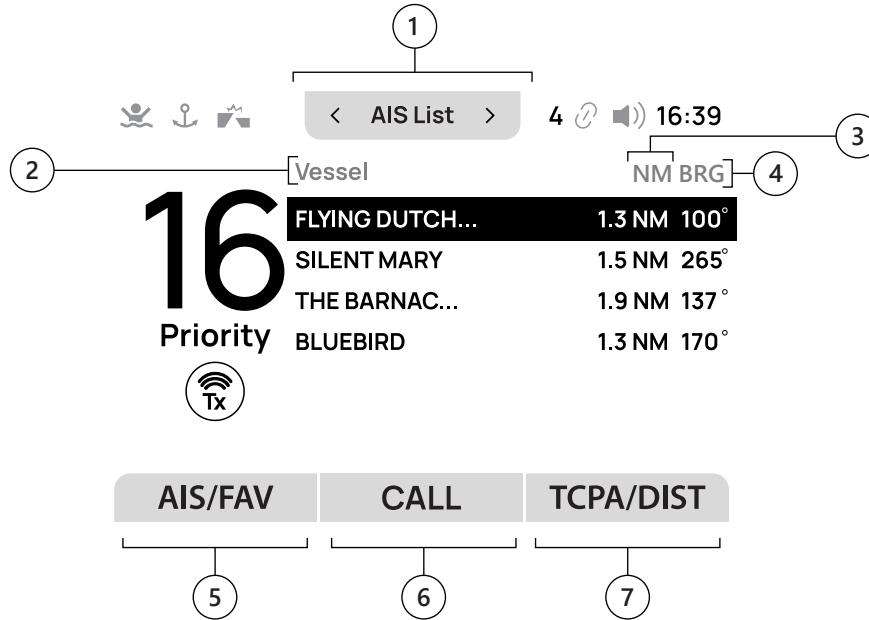 1
< AIS List >
4 16:39
3
2
Vessel
NM BRG
4
16
Priority
Tx
FLYING DUTCH... 1.3 NM 100°
SILENT MARY 1.5 NM 265°
THE BARNAC... 1.9 NM 137°
BLUEBIRD 1.3 NM 170°
AIS/FAV
CALL
TCPA/DIST
5
6
7